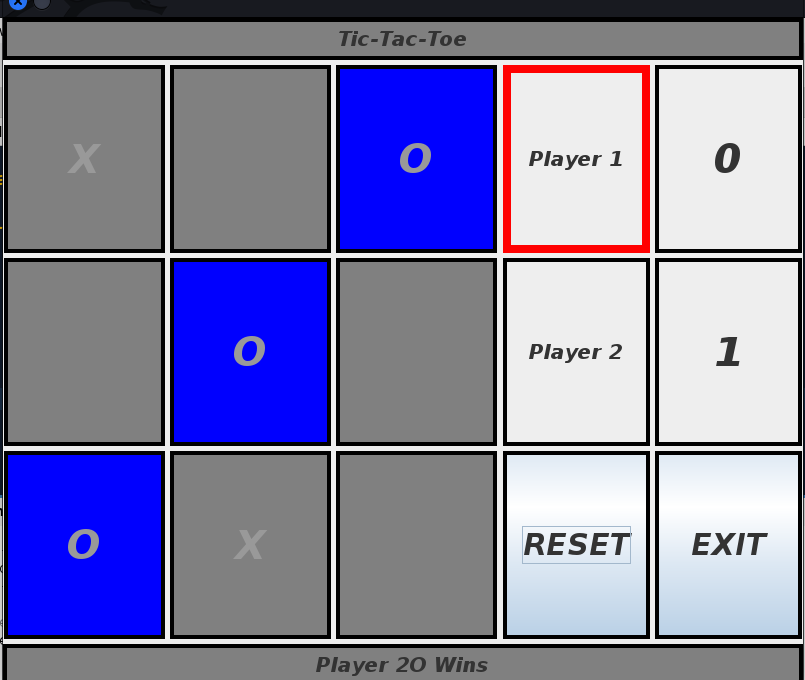 Tic-Tac-Toe
X O Player 1 0
O Player 2 1
O X RESET EXIT
Player 2O Wins